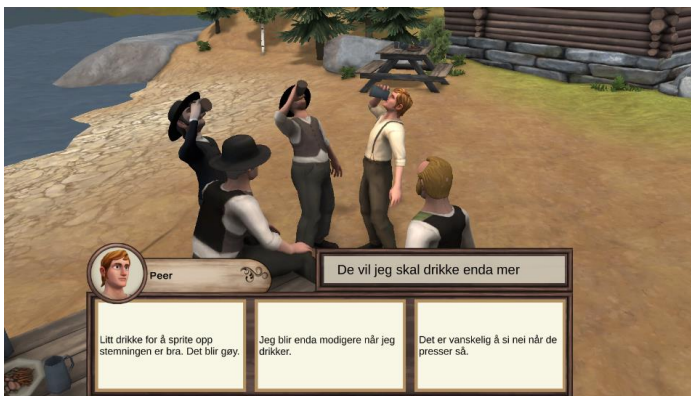 De vil jeg skal drikke enda mer
Peer
Litt drikke for å sprite opp
stemningen er bra. Det blir gøy.
Jeg blir enda modigere når jeg
drikker.
Det er vanskelig å si nei når de
presser så.